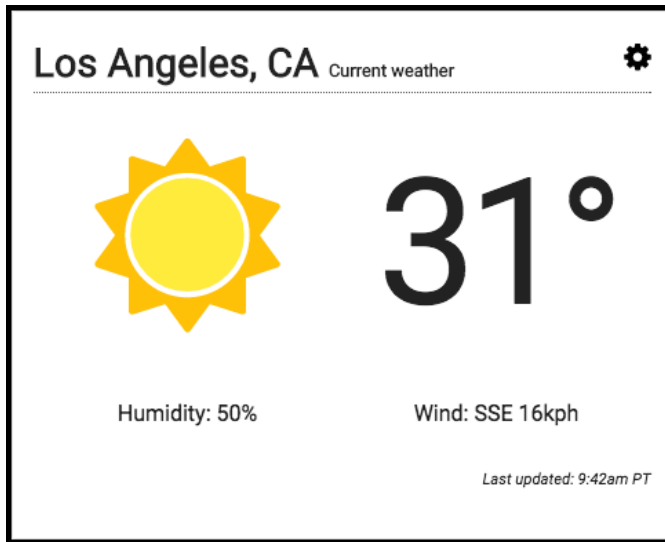 Los Angeles, CA Current weather
31°
Humidity: 50% Wind: SSE 16kph
Last updated: 9:42am PT